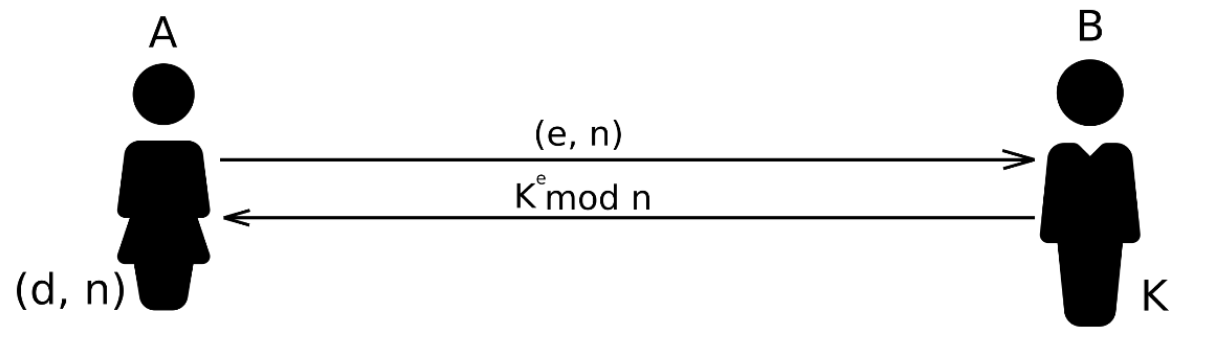 A
B
(e, n)
K^e mod n
(d, n)
K